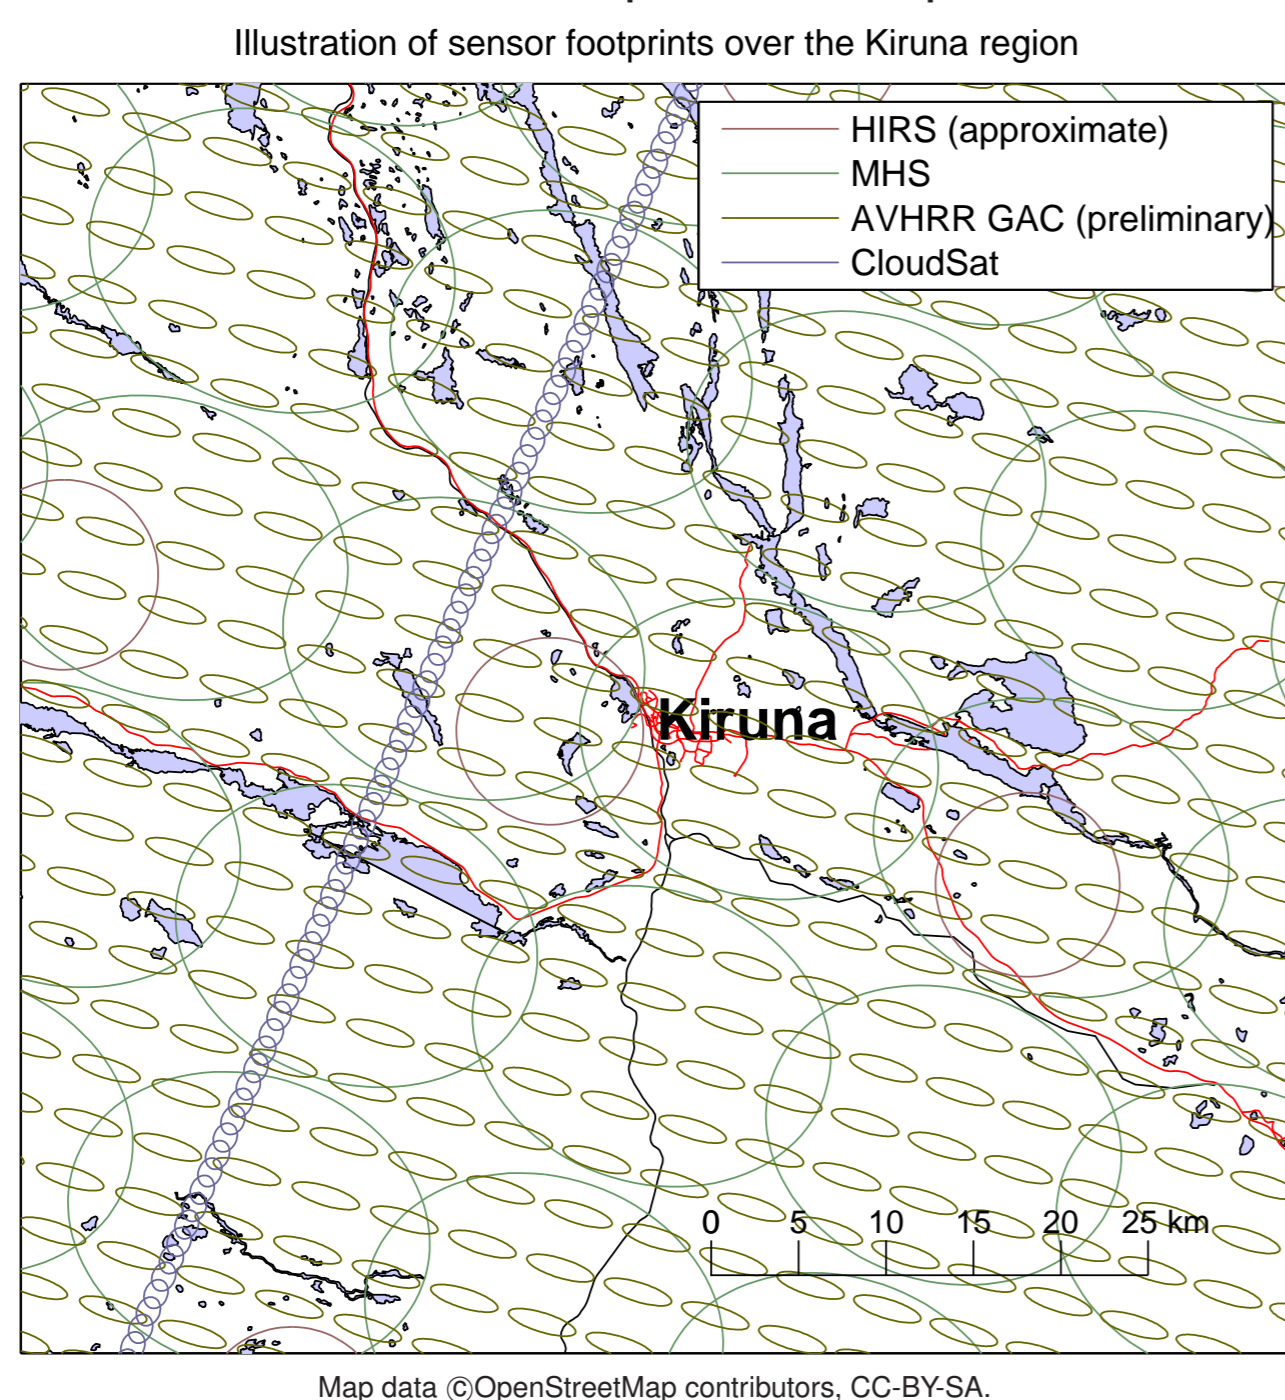 Illustration of sensor footprints over the Kiruna region
HIRS (approximate)
MHS
AVHRR GAC (preliminary)
CloudSat
Kiruna
0 5 10 15 20 25 km
Map data ©OpenStreetMap contributors, CC-BY-SA.